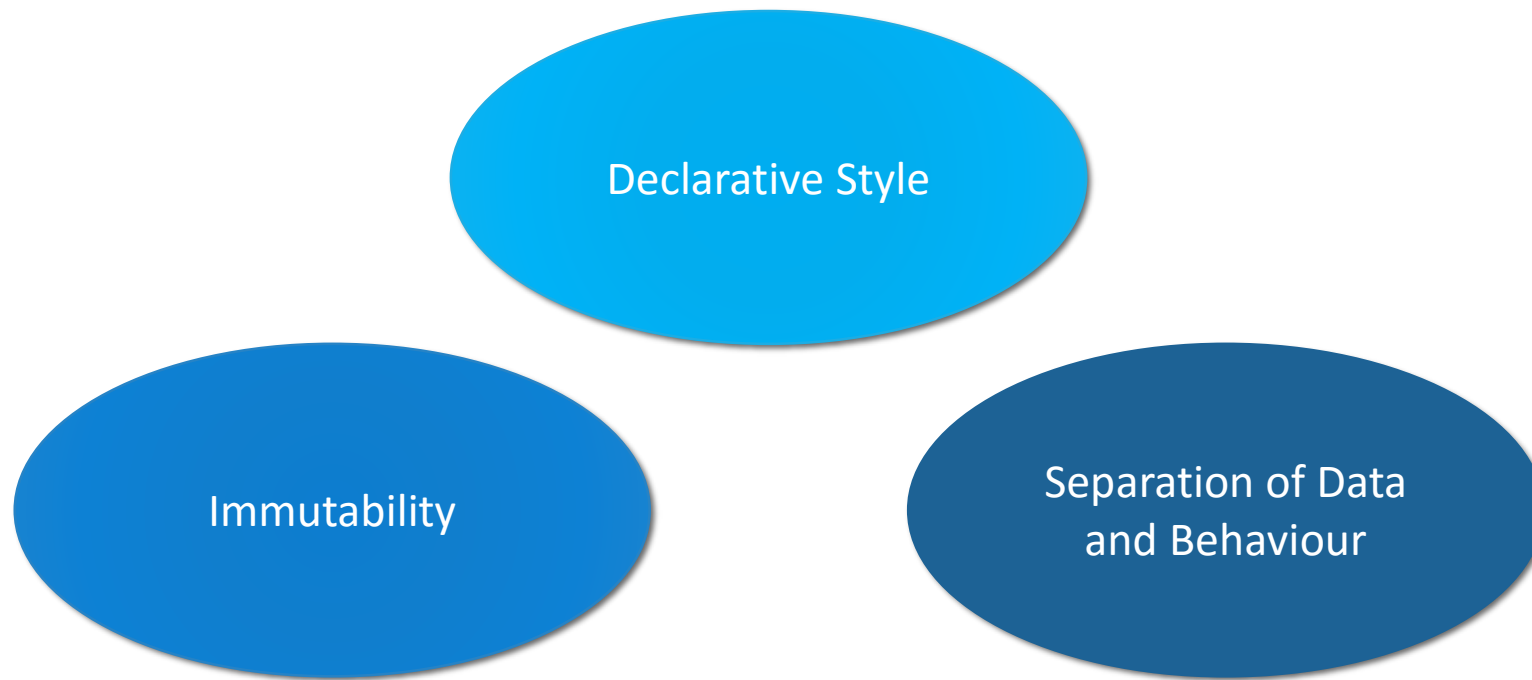 Declarative Style
Immutability
Separation of Data
and Behaviour